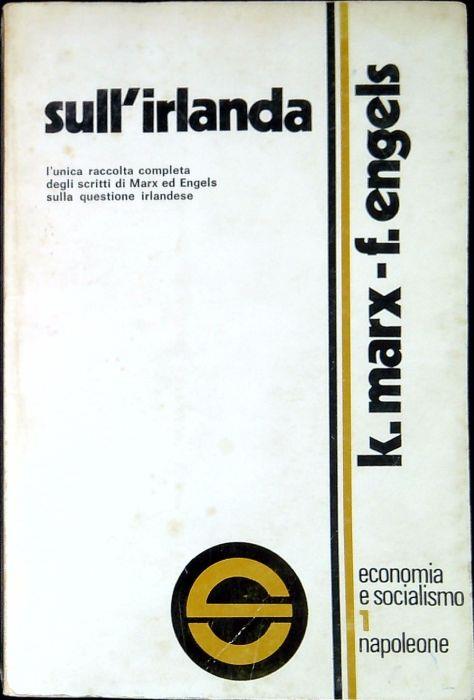 sull'irlanda
l'unica raccolta completa
degli scritti di Marx ed Engels
sulla questione irlandese
k. marx - f. engels
economia
e socialismo
1
napoleone